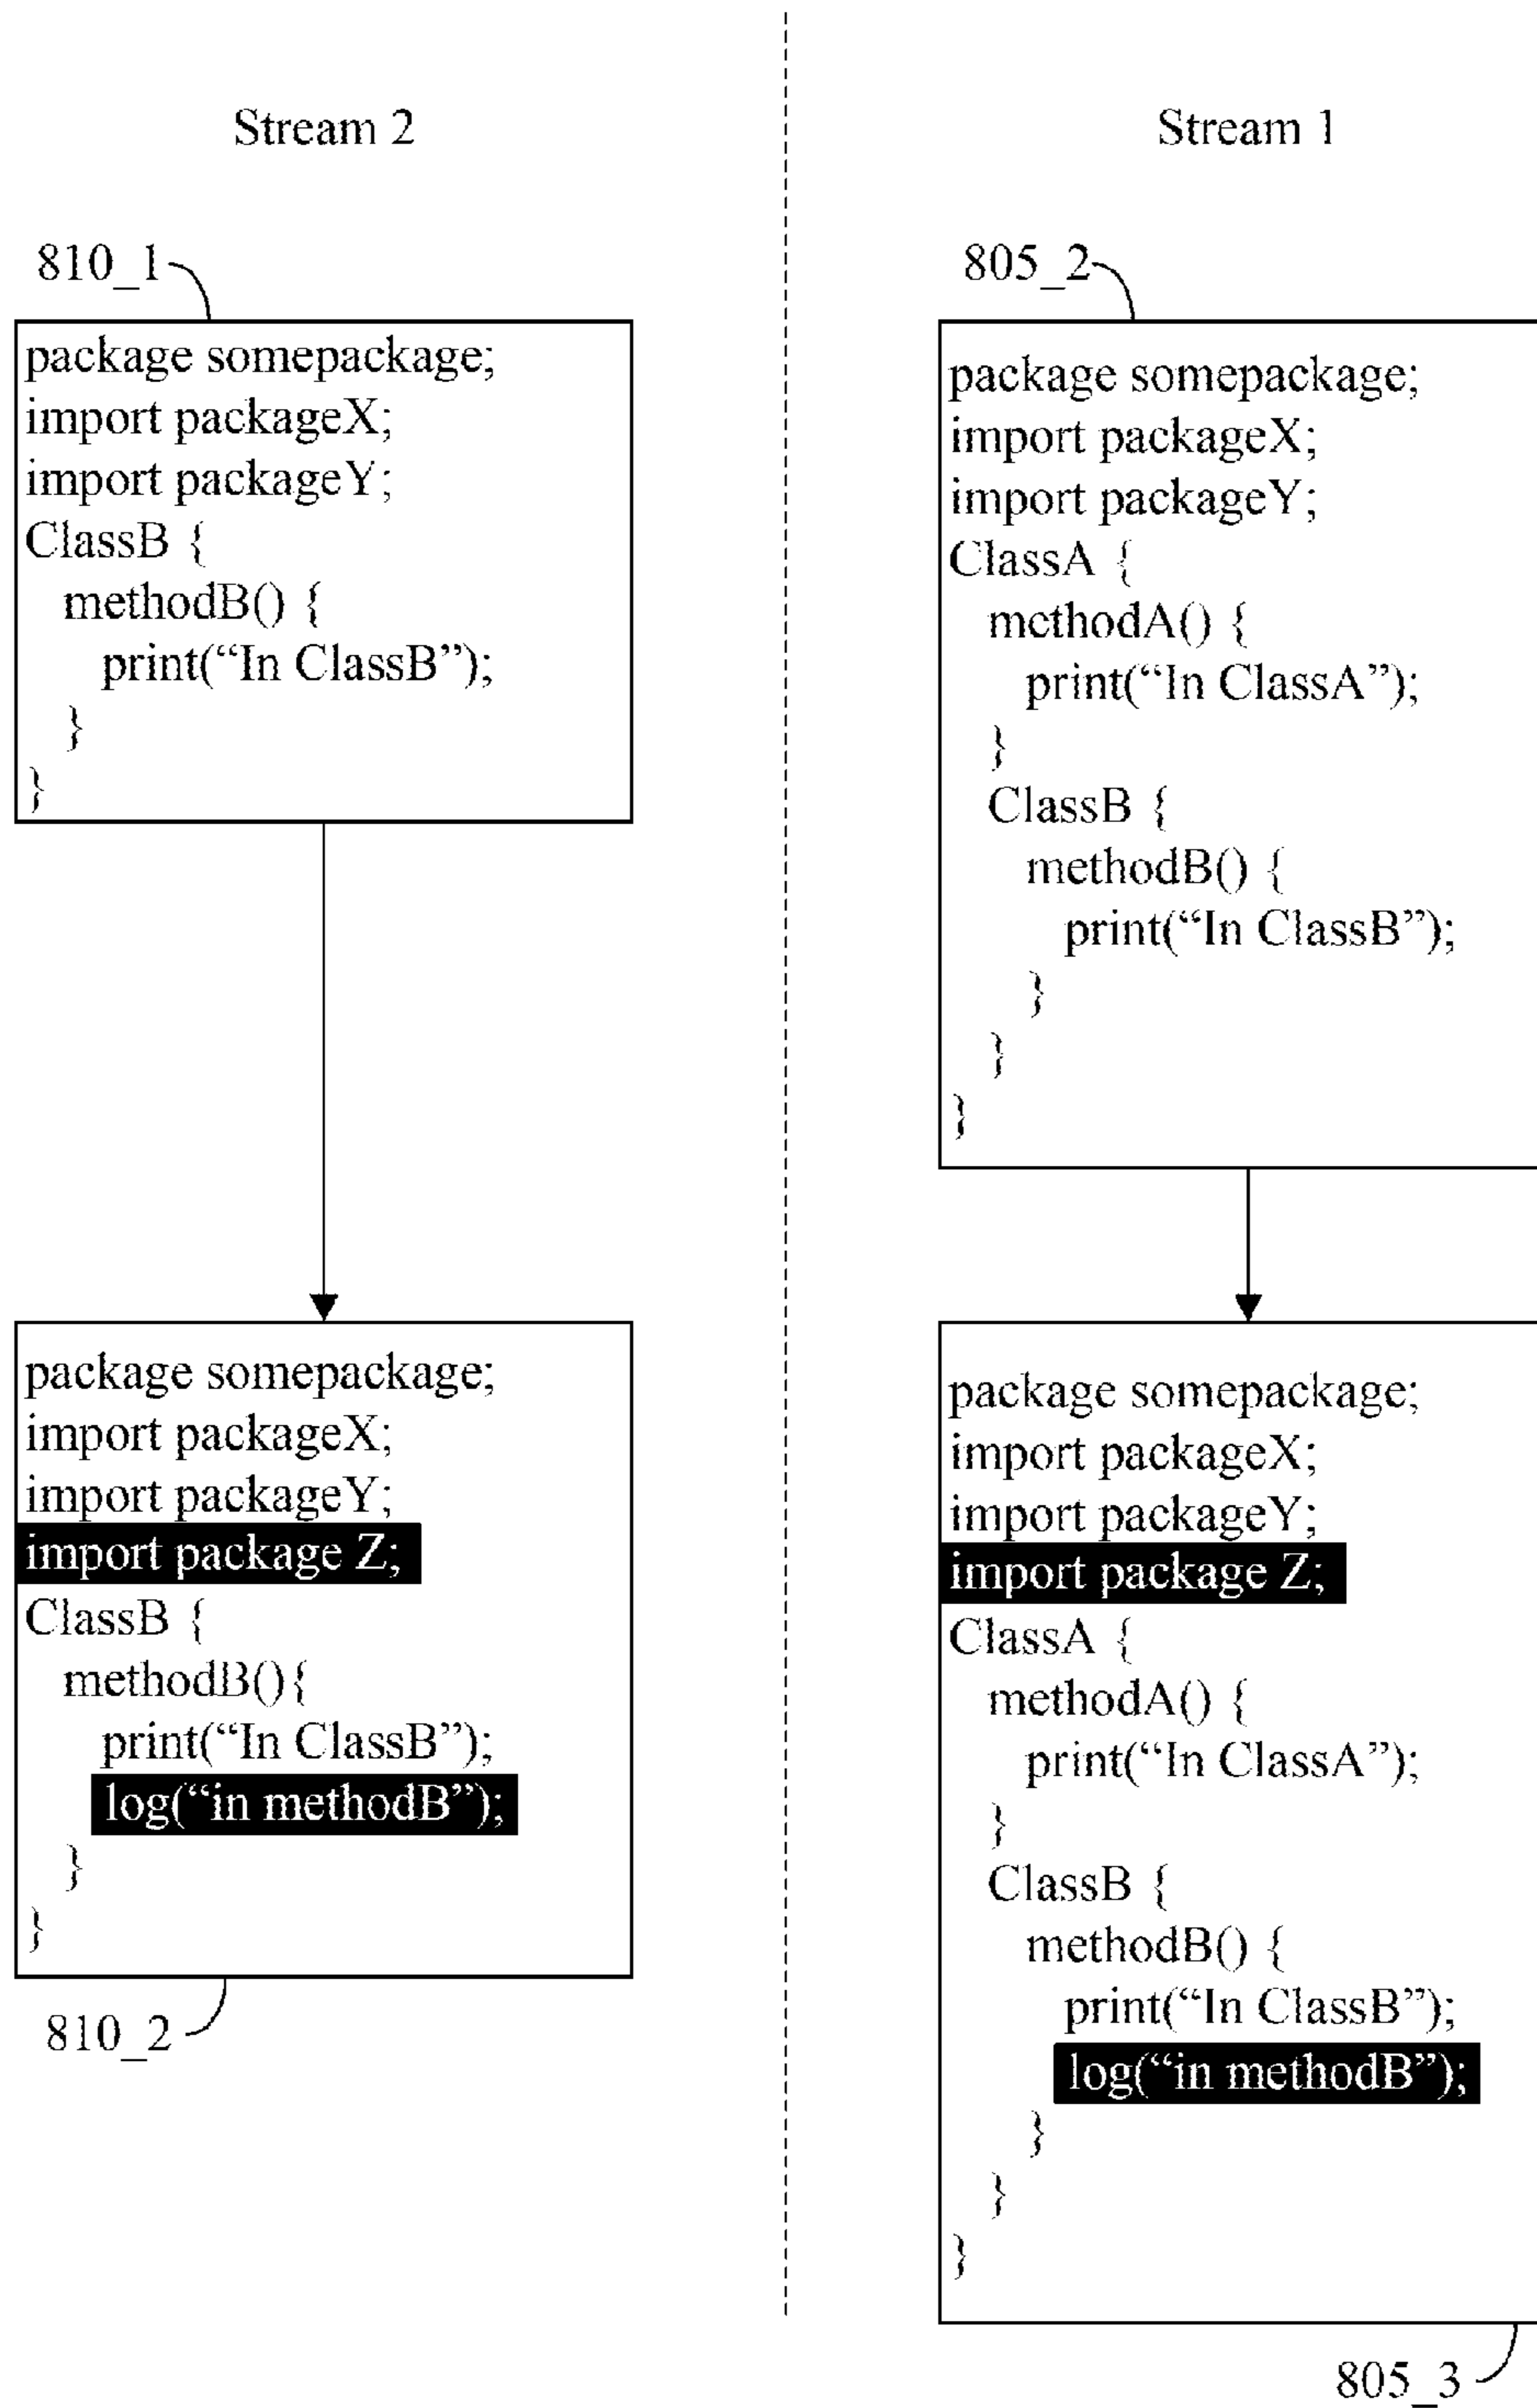 Stream 2
810_1
package somepackage;
import packageX;
import packageY;
ClassB {
methodB() {
print(“In ClassB”);
}
}
package somepackage;
import packageX;
import packageY;
import package Z;
ClassB {
methodB(){
print(“In ClassB”);
log(“in methodB”);
}
}
810_2
Stream 1
805_2
package somepackage;
import packageX;
import packageY;
ClassA {
methodA() {
print(“In ClassA”);
}
ClassB {
methodB() {
print(“In ClassB”);
}
}
}
package somepackage;
import packageX;
import packageY;
import package Z;
ClassA {
methodA() {
print(“In ClassA”);
}
ClassB {
methodB() {
print(“In ClassB”);
log(“in methodB”);
}
}
}
805_3